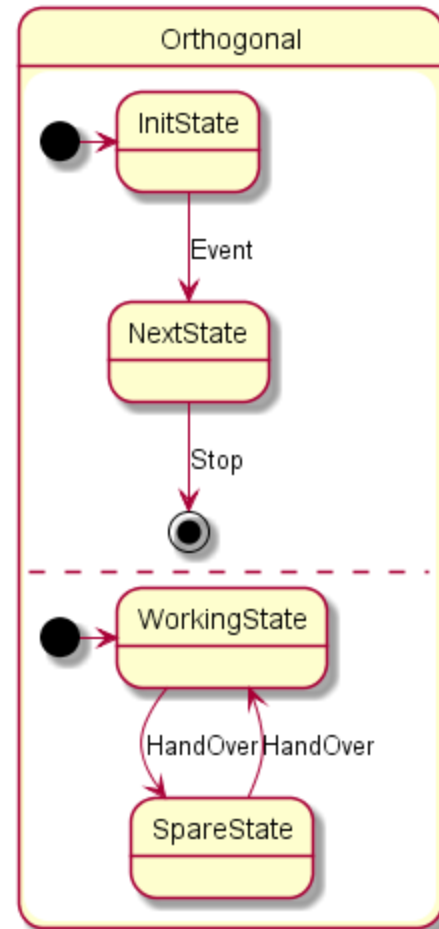 Orthogonal
InitState
Event
NextState
Stop
WorkingState
HandOver HandOver
SpareState